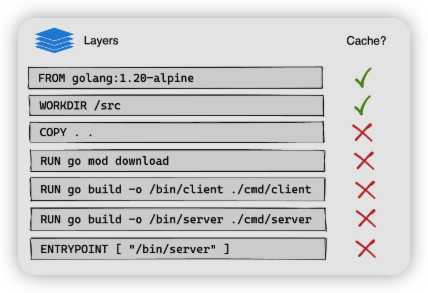 Layers Cache?
FROM golang:1.20-alpine
WORKDIR /src
COPY . .
RUN go mod download
RUN go build -o /bin/client ./cmd/client
RUN go build -o /bin/server ./cmd/server
ENTRYPOINT [ "/bin/server" ]